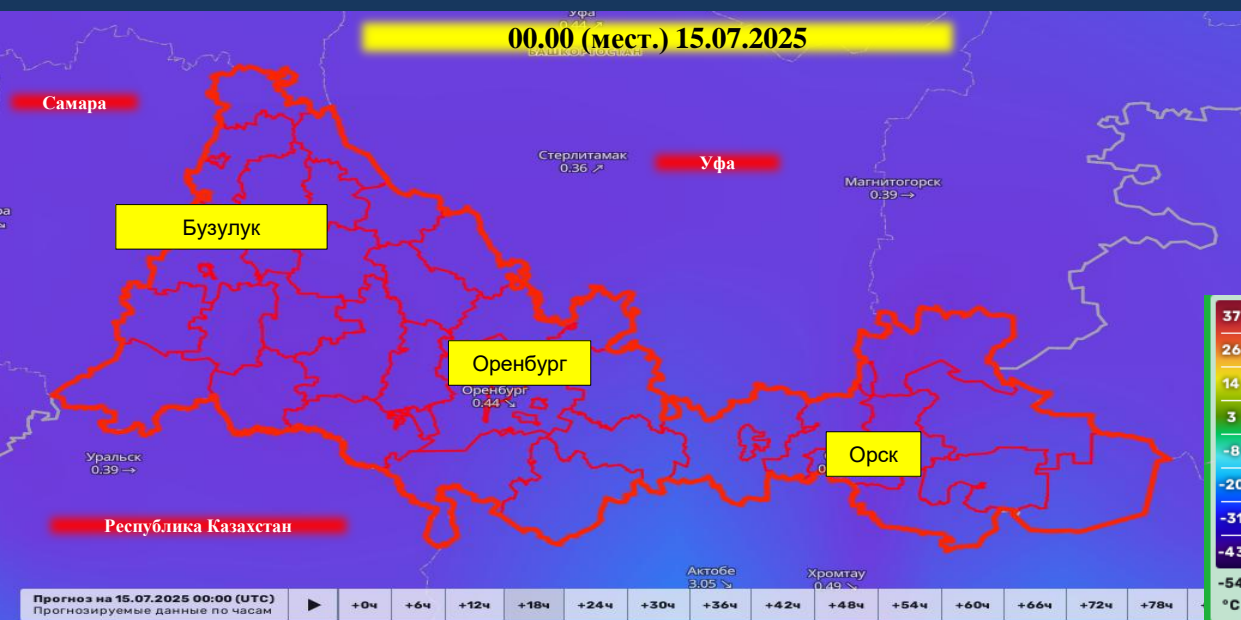 Уфа
0.44 ↗
00.00 (мест.) 15.07.2025
БАШКОРТОСТАН
Самара
Стерлитамак
0.36 ↗
Уфа
Магнитогорск
0.39 →
Бузулук
Оренбург
Оренбург
0.44 ↘
Орск
Уральск
0.39 →
Республика Казахстан
Актобе
3.05 ↘
Хромтау
0.49 ↘
37
26
14
3
-8
-20
-31
-43
-54
°C
Прогноз на 15.07.2025 00:00 (UTC)
Прогнозируемые данные по часам
▶ +0ч +6ч +12ч +18ч +24ч +30ч +36ч +42ч +48ч +54ч +60ч +66ч +72ч +78ч